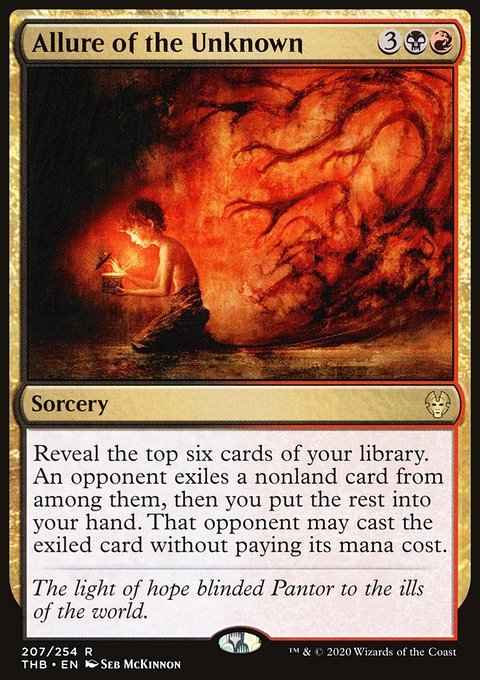 Allure of the Unknown 3
Sorcery
Reveal the top six cards of your library.
An opponent exiles a nonland card from
among them, then you put the rest into
your hand. That opponent may cast the
exiled card without paying its mana cost.
The light of hope blinded Pantor to the ills
of the world.
207/254 R
THB • EN Seb McKinnon
™ & © 2020 Wizards of the Coast